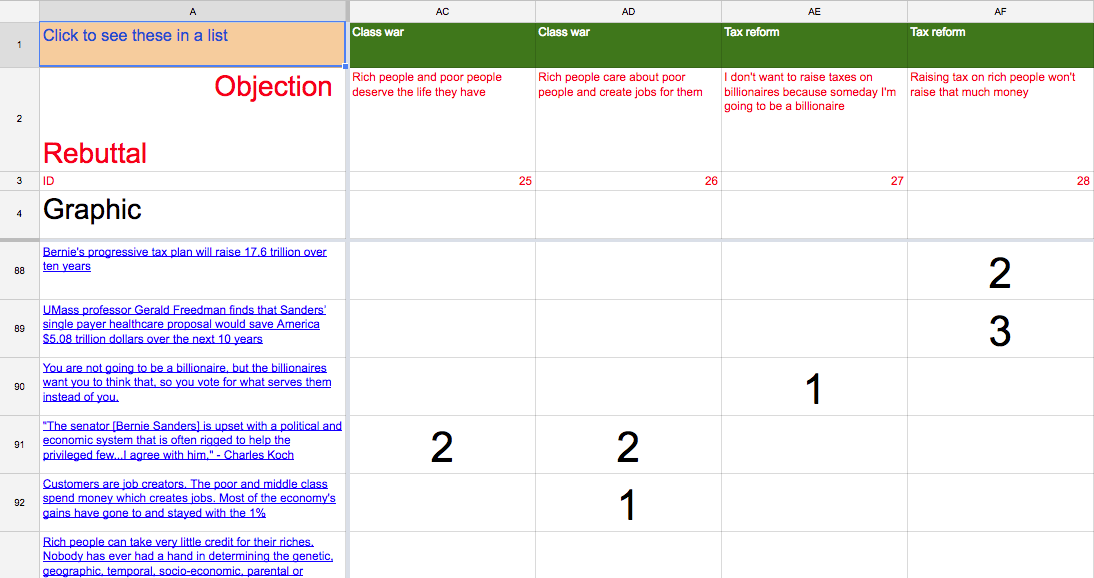 A AC AD AE AF
1 Click to see these in a list Class war Class war Tax reform Tax reform
2
Objection
Rebuttal
Rich people and poor people
deserve the life they have
Rich people care about poor
people and create jobs for them
I don't want to raise taxes on
billionaires because someday I'm
going to be a billionaire
Raising tax on rich people won't
raise that much money
3 ID 25 26 27 28
4 Graphic
88
Bernie's progressive tax plan will raise 17.6 trillion over
ten years
2
89
UMass professor Gerald Freedman finds that Sanders'
single payer healthcare proposal would save America
$5.08 trillion dollars over the next 10 years
3
90
You are not going to be a billionaire, but the billionaires
want you to think that, so you vote for what serves them
instead of you.
1
91
"The senator [Bernie Sanders] is upset with a political and
economic system that is often rigged to help the
privileged few...I agree with him," - Charles Koch
2 2
92
Customers are job creators. The poor and middle class
spend money which creates jobs. Most of the economy's
gains have gone to and stayed with the 1%
1
Rich people can take very little credit for their riches.
Nobody has ever had a hand in determining the genetic,
geographic, temporal, socio-economic, parental or